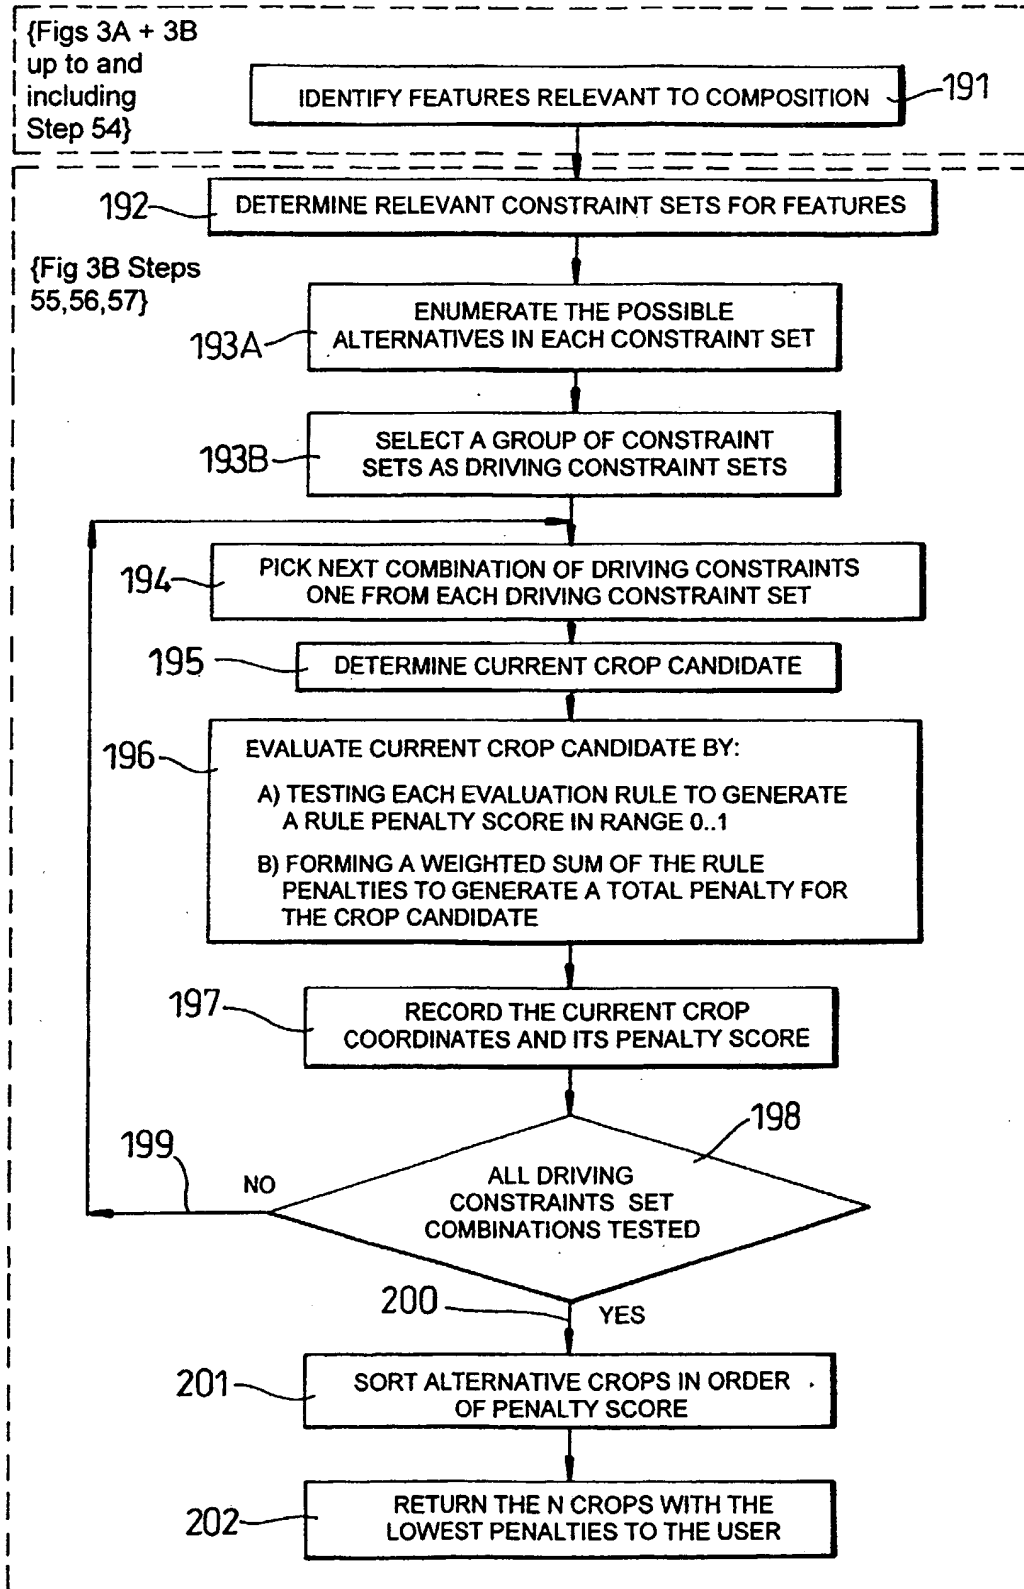 {Figs 3A + 3B
up to and
including
Step 54}
IDENTIFY FEATURES RELEVANT TO COMPOSITION
191
192
DETERMINE RELEVANT CONSTRAINT SETS FOR FEATURES
{Fig 3B Steps
55,56,57}
193A
ENUMERATE THE POSSIBLE
ALTERNATIVES IN EACH CONSTRAINT SET
193B
SELECT A GROUP OF CONSTRAINT
SETS AS DRIVING CONSTRAINT SETS
194
PICK NEXT COMBINATION OF DRIVING CONSTRAINTS
ONE FROM EACH DRIVING CONSTRAINT SET
195
DETERMINE CURRENT CROP CANDIDATE
196
EVALUATE CURRENT CROP CANDIDATE BY:
A) TESTING EACH EVALUATION RULE TO GENERATE
A RULE PENALTY SCORE IN RANGE 0..1
B) FORMING A WEIGHTED SUM OF THE RULE
PENALTIES TO GENERATE A TOTAL PENALTY FOR
THE CROP CANDIDATE
197
RECORD THE CURRENT CROP
COORDINATES AND ITS PENALTY SCORE
198
199
NO
ALL DRIVING
CONSTRAINTS SET
COMBINATIONS TESTED
200
YES
201
SORT ALTERNATIVE CROPS IN ORDER
OF PENALTY SCORE
202
RETURN THE N CROPS WITH THE
LOWEST PENALTIES TO THE USER